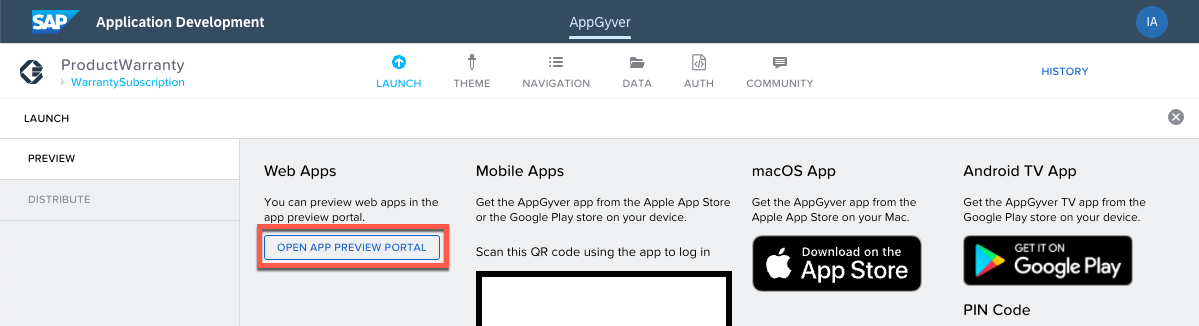 SAP Application Development AppGyver IA
ProductWarranty
WarrantySubscription
LAUNCH THEME NAVIGATION DATA AUTH COMMUNITY HISTORY
LAUNCH
PREVIEW
DISTRIBUTE
Web Apps
You can preview web apps in the
app preview portal.
OPEN APP PREVIEW PORTAL
Mobile Apps
Get the AppGyver app from the Apple App Store
or the Google Play store on your device.
Scan this QR code using the app to log in
macOS App
Get the AppGyver app from the
Apple App Store on your Mac.
Download on the
App Store
Android TV App
Get the AppGyver TV app from the
Google Play store on your device.
GET IT ON
Google Play
PIN Code